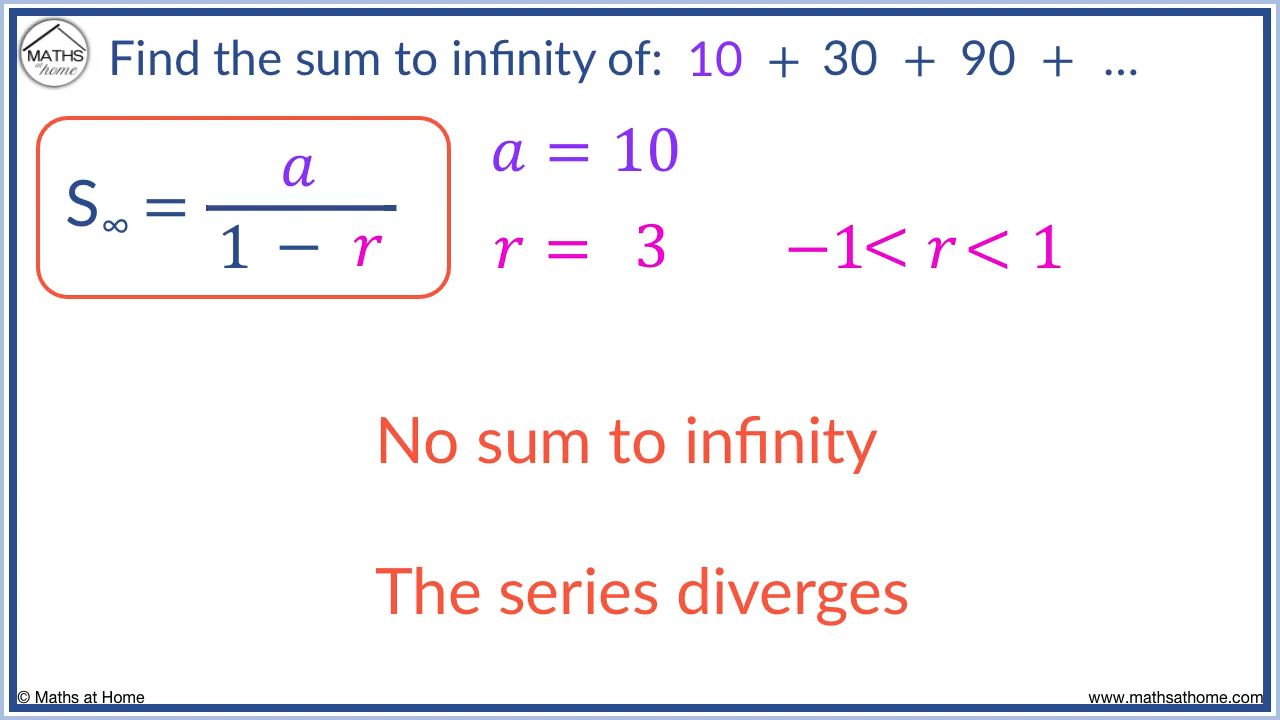 MATHS
at
home
Find the sum to infinity of: 10 + 30 + 90 + ...
S∞ = a / (1 − r)
a = 10
r = 3
−1 < r < 1
No sum to infinity
The series diverges
© Maths at Home
www.mathsathome.com